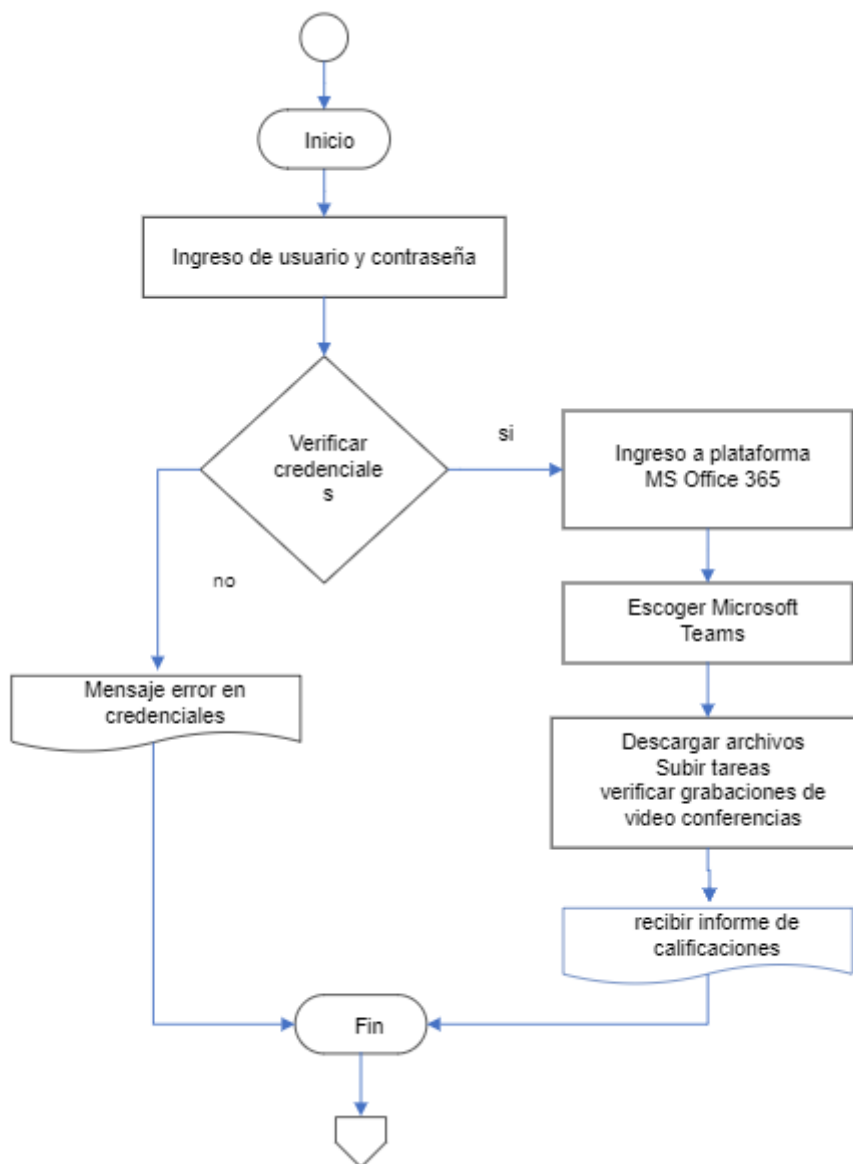 Inicio
Ingreso de usuario y contraseña
Verificar
credenciale
s
si
Ingreso a plataforma
MS Office 365
no
Escoger Microsoft
Teams
Mensaje error en
credenciales
Descargar archivos
Subir tareas
verificar grabaciones de
video conferencias
recibir informe de
calificaciones
Fin